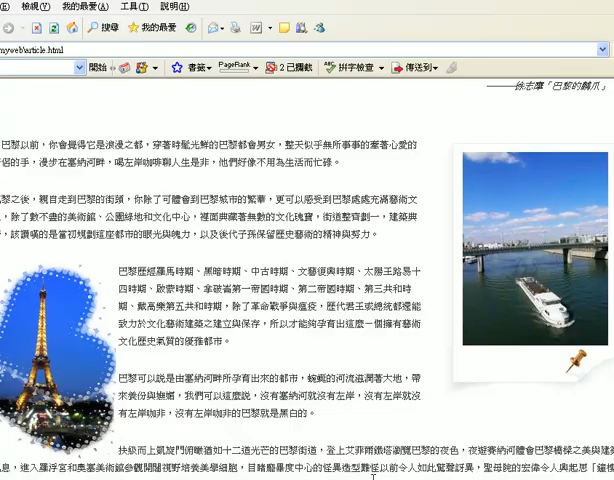 (E) 檢視(V) 我的最愛(A) 工具(T) 說明(H)
搜尋 我的最愛
myweb\article.html
開始 書籤 PageRank 2 已攔截 拼字檢查 傳送到
———徐志摩「巴黎的鱗爪」
巴黎以前，你會覺得它是浪漫之都，穿著時髦光鮮的巴黎都會男女，整天似乎無所事事的牽著心愛的
侶的手，漫步在塞納河畔，喝左岸咖啡聊人生是非，他們好像不用為生活而忙碌。
黎之後，親自走到巴黎的街頭，你除了可體會到巴黎城市的繁華，更可以感受到巴黎處處充滿藝文
，除了數不盡的美術館、公園綠地和文化中心，裡面典藏著無數的文化瑰寶，街道整齊劃一，建築典
，該讚嘆的是當初規劃這座都市的眼光與魄力，以及後代子孫保留歷史藝術的精神與努力。
巴黎歷經羅馬時期、黑暗時期、中古時期、文藝復興時期、太陽王路易十
四時期、啟蒙時期、拿破崙第一帝國時期、第二帝國時期、第三共和時
期、戴高樂第五共和時期，除了革命戰爭與瘟疫，歷代君王或總統都還能
致力於文化藝術建築之建立與保存，所以才能夠孕育出這麼一個擁有藝術
文化歷史氣質的優雅都市。
巴黎可以說是由塞納河畔所孕育出來的都市，蜿蜒的河流滋潤著大地，帶
來養份與嫵媚，我們可以這麼說，沒有塞納河就沒有左岸，沒有左岸就沒
有左岸咖啡，沒有左岸咖啡的巴黎就是黑白的。
扶級而上凱旋門俯瞰猶如十二道光芒的巴黎街道，登上艾菲爾鐵塔瀏覽巴黎的夜色，夜遊賽納河體會巴黎橋樑之美與建築
息，進入羅浮宮和奧塞美術館參觀開闊視野培養美學細胞，目睹龐畢度中心的怪異造型難怪以前令人如此驚聲訝異，聖母院的宏偉令人興起思「鐘樓